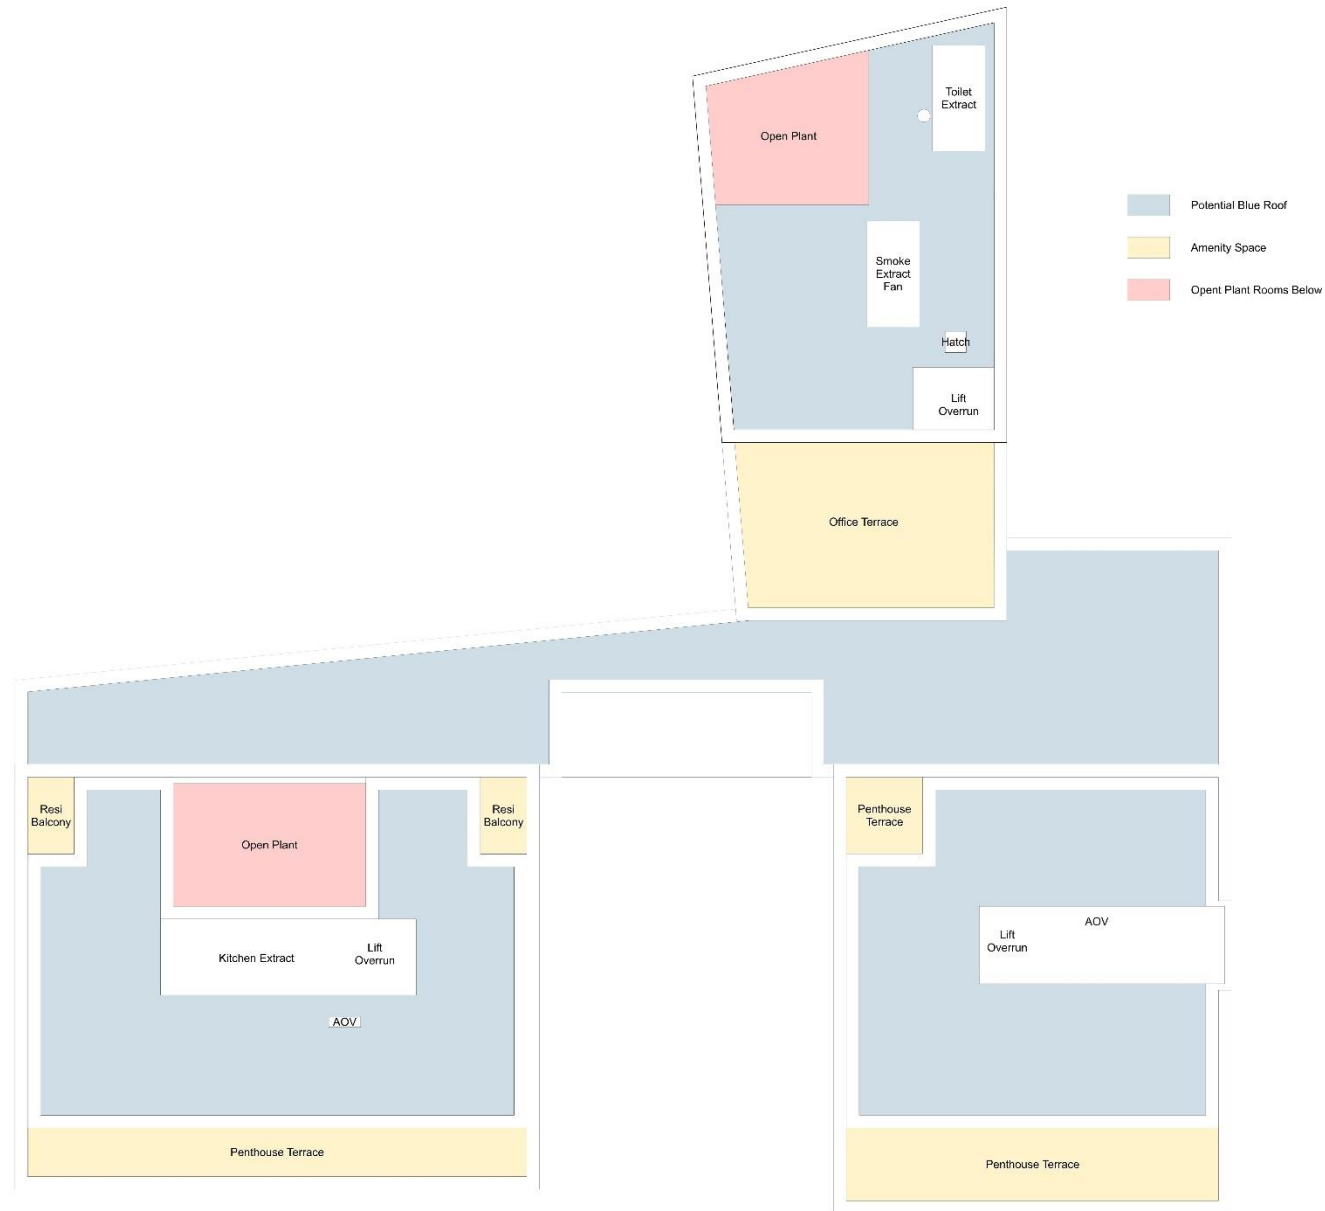 Toilet
Extract
Open Plant
Potential Blue Roof
Amenity Space
Opent Plant Rooms Below
Smoke
Extract
Fan
Hatch
Lift
Overrun
Office Terrace
Resi
Balcony
Open Plant
Resi
Balcony
Penthouse
Terrace
Kitchen Extract
Lift
Overrun
AOV
AOV
Lift
Overrun
Penthouse Terrace
Penthouse Terrace